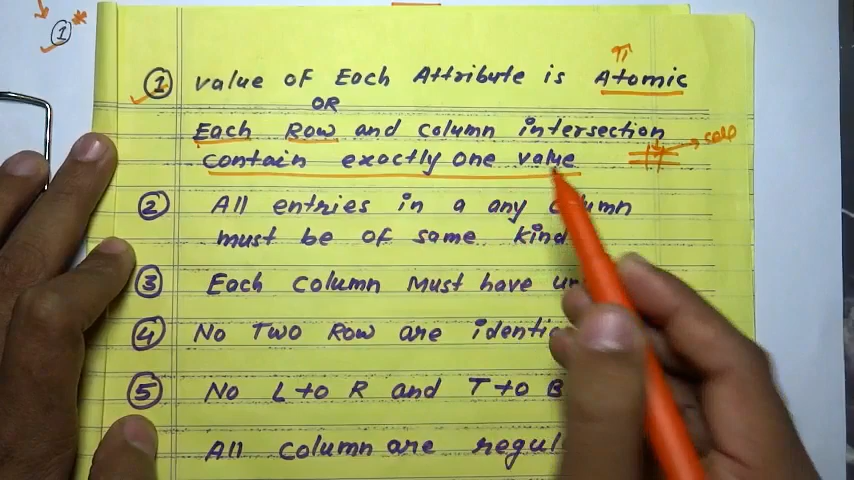 ①*
① value of Each Attribute is Atomic
OR
Each Row and column intersection
contain exactly one value
② All entries in a any column
must be of same kind
③ Each column must have
④ No Two Row are
⑤ No L to R and T to B
All column are